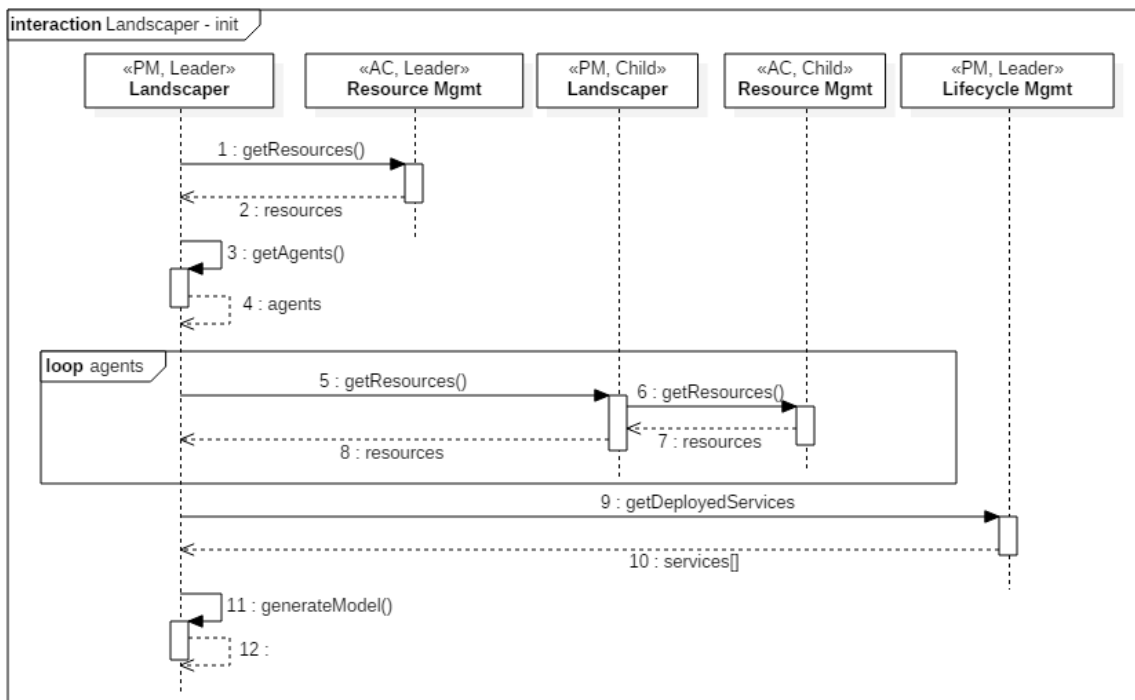 interaction Landscaper - init
«PM, Leader»
Landscaper
«AC, Leader»
Resource Mgmt
«PM, Child»
Landscaper
«AC, Child»
Resource Mgmt
«PM, Leader»
Lifecycle Mgmt
1 : getResources()
2 : resources
3 : getAgents()
4 : agents
loop agents
5 : getResources()
6 : getResources()
7 : resources
8 : resources
9 : getDeployedServices
10 : services[]
11 : generateModel()
12 :